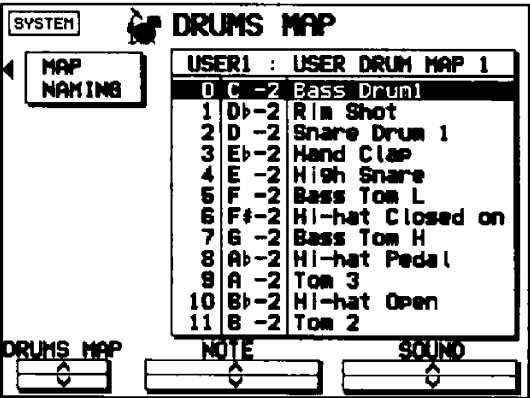 SYSTEM
DRUMS MAP
MAP
NAMING
USER1 : USER DRUM MAP 1
0 C -2 Bass Drum1
1 D♭-2 Rim Shot
2 D -2 Snare Drum 1
3 E♭-2 Hand Clap
4 E -2 High Snare
5 F -2 Bass Tom L
6 F#-2 Hi-hat Closed on
7 G -2 Bass Tom H
8 A♭-2 Hi-hat Pedal
9 A -2 Tom 3
10 B♭-2 Hi-hat Open
11 B -2 Tom 2
DRUMS MAP
NOTE
SOUND